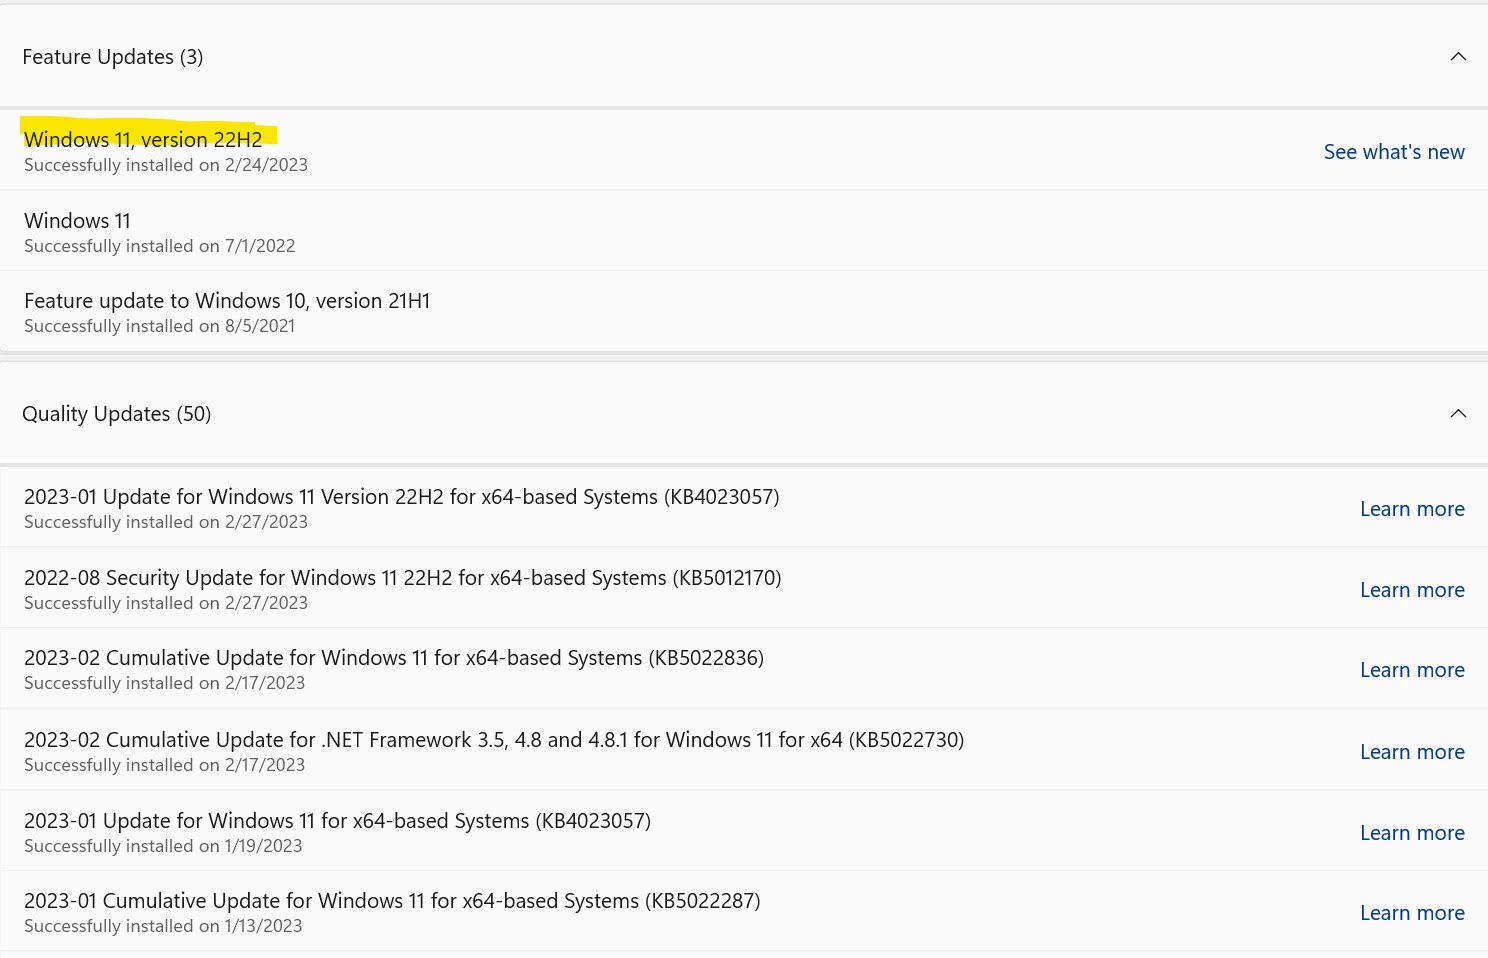 Feature Updates (3)
Windows 11, version 22H2
Successfully installed on 2/24/2023
See what's new
Windows 11
Successfully installed on 7/1/2022
Feature update to Windows 10, version 21H1
Successfully installed on 8/5/2021
Quality Updates (50)
2023-01 Update for Windows 11 Version 22H2 for x64-based Systems (KB4023057)
Successfully installed on 2/27/2023
Learn more
2022-08 Security Update for Windows 11 22H2 for x64-based Systems (KB5012170)
Successfully installed on 2/27/2023
Learn more
2023-02 Cumulative Update for Windows 11 for x64-based Systems (KB5022836)
Successfully installed on 2/17/2023
Learn more
2023-02 Cumulative Update for .NET Framework 3.5, 4.8 and 4.8.1 for Windows 11 for x64 (KB5022730)
Successfully installed on 2/17/2023
Learn more
2023-01 Update for Windows 11 for x64-based Systems (KB4023057)
Successfully installed on 1/19/2023
Learn more
2023-01 Cumulative Update for Windows 11 for x64-based Systems (KB5022287)
Successfully installed on 1/13/2023
Learn more